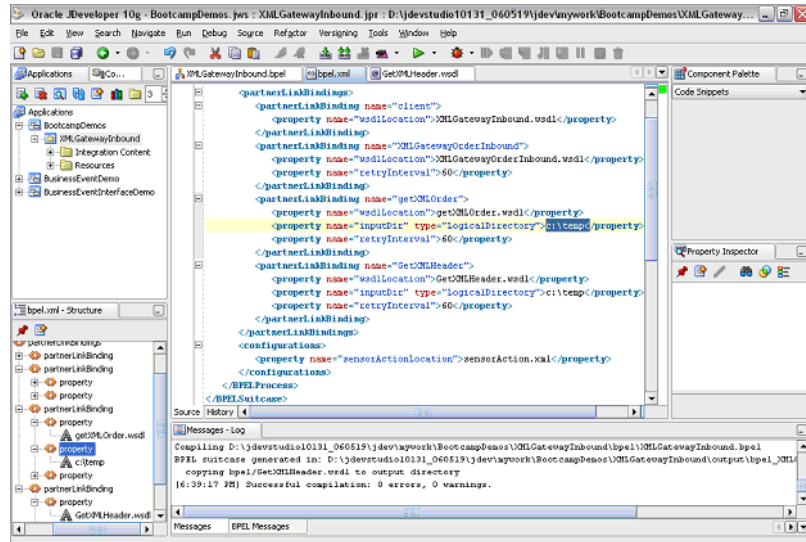 Oracle JDeveloper 10g - BootcampDemos.jws : XMLGatewayInbound.jpr : D:\jdevstudio10131_060519\jdev\mywork\BootcampDemos\XMLGateway...
File Edit View Search Navigate Run Debug Source Refactor Versioning Tools Window Help
Applications
Co...
XMLGatewayInbound.bpel
bpel.xml
GetXMLHeader.wsdl
Component Palette
Code Snippets
3
Applications
BootcampDemos
XMLGatewayInbound
Integration Content
Resources
BusinessEventDemo
BusinessEventInterfaceDemo
<partnerLinkBindings>
<partnerLinkBinding name="client">
<property name="wsdlLocation">XMLGatewayInbound.wsdl</property>
</partnerLinkBinding>
<partnerLinkBinding name="XMLGatewayOrderInbound">
<property name="wsdlLocation">XMLGatewayOrderInbound.wsdl</property>
<property name="retryInterval">60</property>
</partnerLinkBinding>
<partnerLinkBinding name="getXMLOrder">
<property name="wsdlLocation">getXMLOrder.wsdl</property>
<property name="inputDir" type="LogicalDirectory">c:\temp</property>
<property name="retryInterval">60</property>
</partnerLinkBinding>
<partnerLinkBinding name="GetXMLHeader">
<property name="wsdlLocation">GetXMLHeader.wsdl</property>
<property name="inputDir" type="LogicalDirectory">c:\temp</property>
<property name="retryInterval">60</property>
</partnerLinkBinding>
</partnerLinkBindings>
<configurations>
<property name="sensorActionLocation">sensorAction.xml</property>
</configurations>
</BPELProcess>
</BPELSuitcase>
Source History
Property Inspector
bpel.xml - Structure
partnerLinkBindings
partnerLinkBinding
partnerLinkBinding
property
property
partnerLinkBinding
property
getXMLOrder.wsdl
property
c:\temp
property
partnerLinkBinding
property
GetXMLHeader.wsdl
Messages - Log
Compiling D:\jdevstudio10131_060519\jdev\mywork\BootcampDemos\XMLGatewayInbound\bpel\XMLGatewayInbound.bpel
BPEL suitcase generated in: D:\jdevstudio10131_060519\jdev\mywork\BootcampDemos\XMLGatewayInbound\output\bpel_XMLG
copying bpel/GetXMLHeader.wsdl to output directory
[6:39:17 PM] Successful compilation: 0 errors, 0 warnings.
Messages BPEL Messages